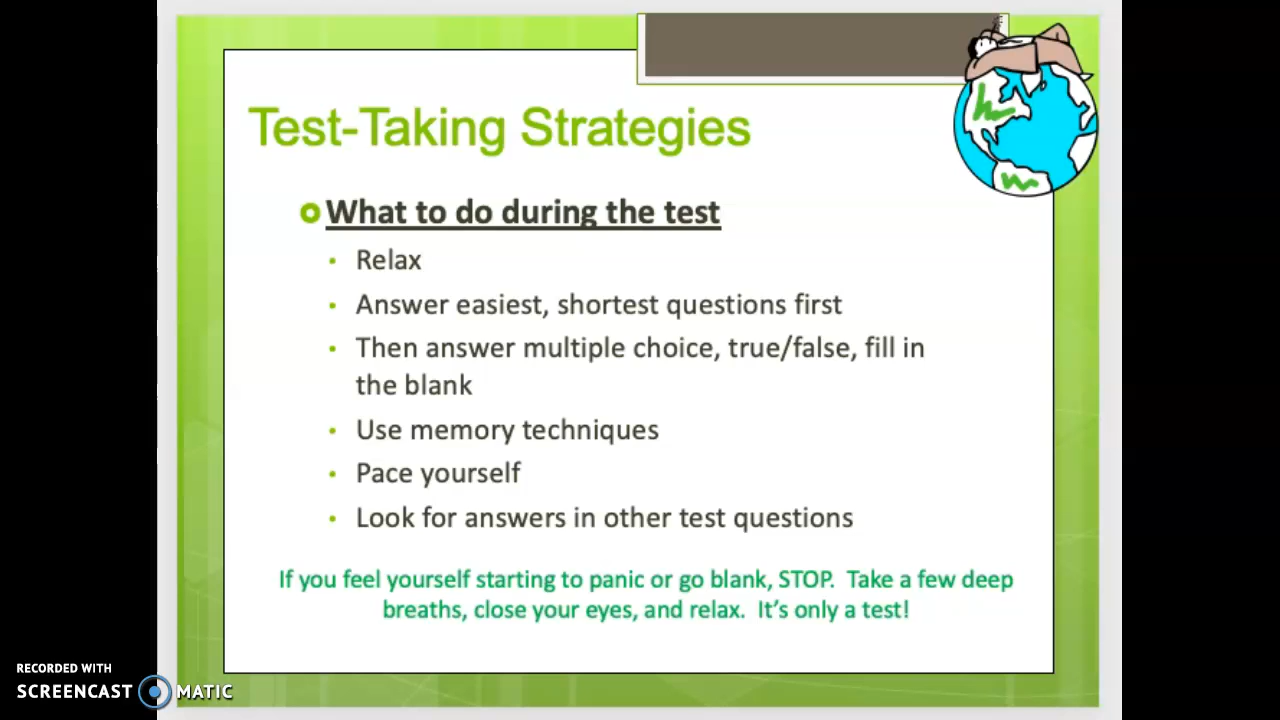 Test-Taking Strategies
What to do during the test
• Relax
• Answer easiest, shortest questions first
• Then answer multiple choice, true/false, fill in
the blank
• Use memory techniques
• Pace yourself
• Look for answers in other test questions
If you feel yourself starting to panic or go blank, STOP. Take a few deep
breaths, close your eyes, and relax. It's only a test!
RECORDED WITH
SCREENCAST MATIC